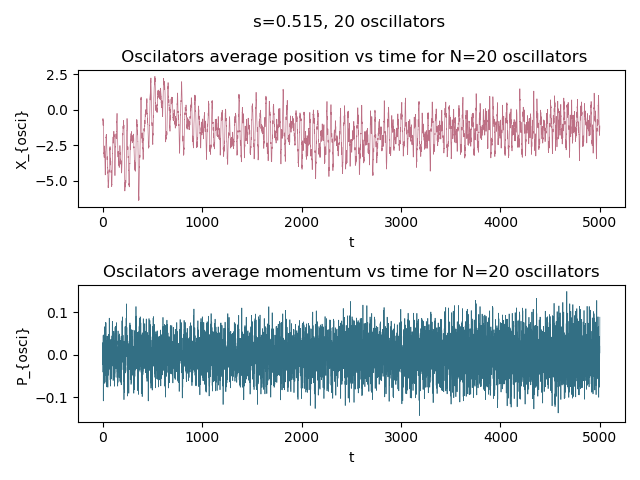 s=0.515, 20 oscillators
Oscilators average position vs time for N=20 oscillators
2.5
0.0
−2.5
−5.0
X_{osci}
0 1000 2000 3000 4000 5000
t
Oscilators average momentum vs time for N=20 oscillators
0.1
0.0
−0.1
P_{osci}
0 1000 2000 3000 4000 5000
t